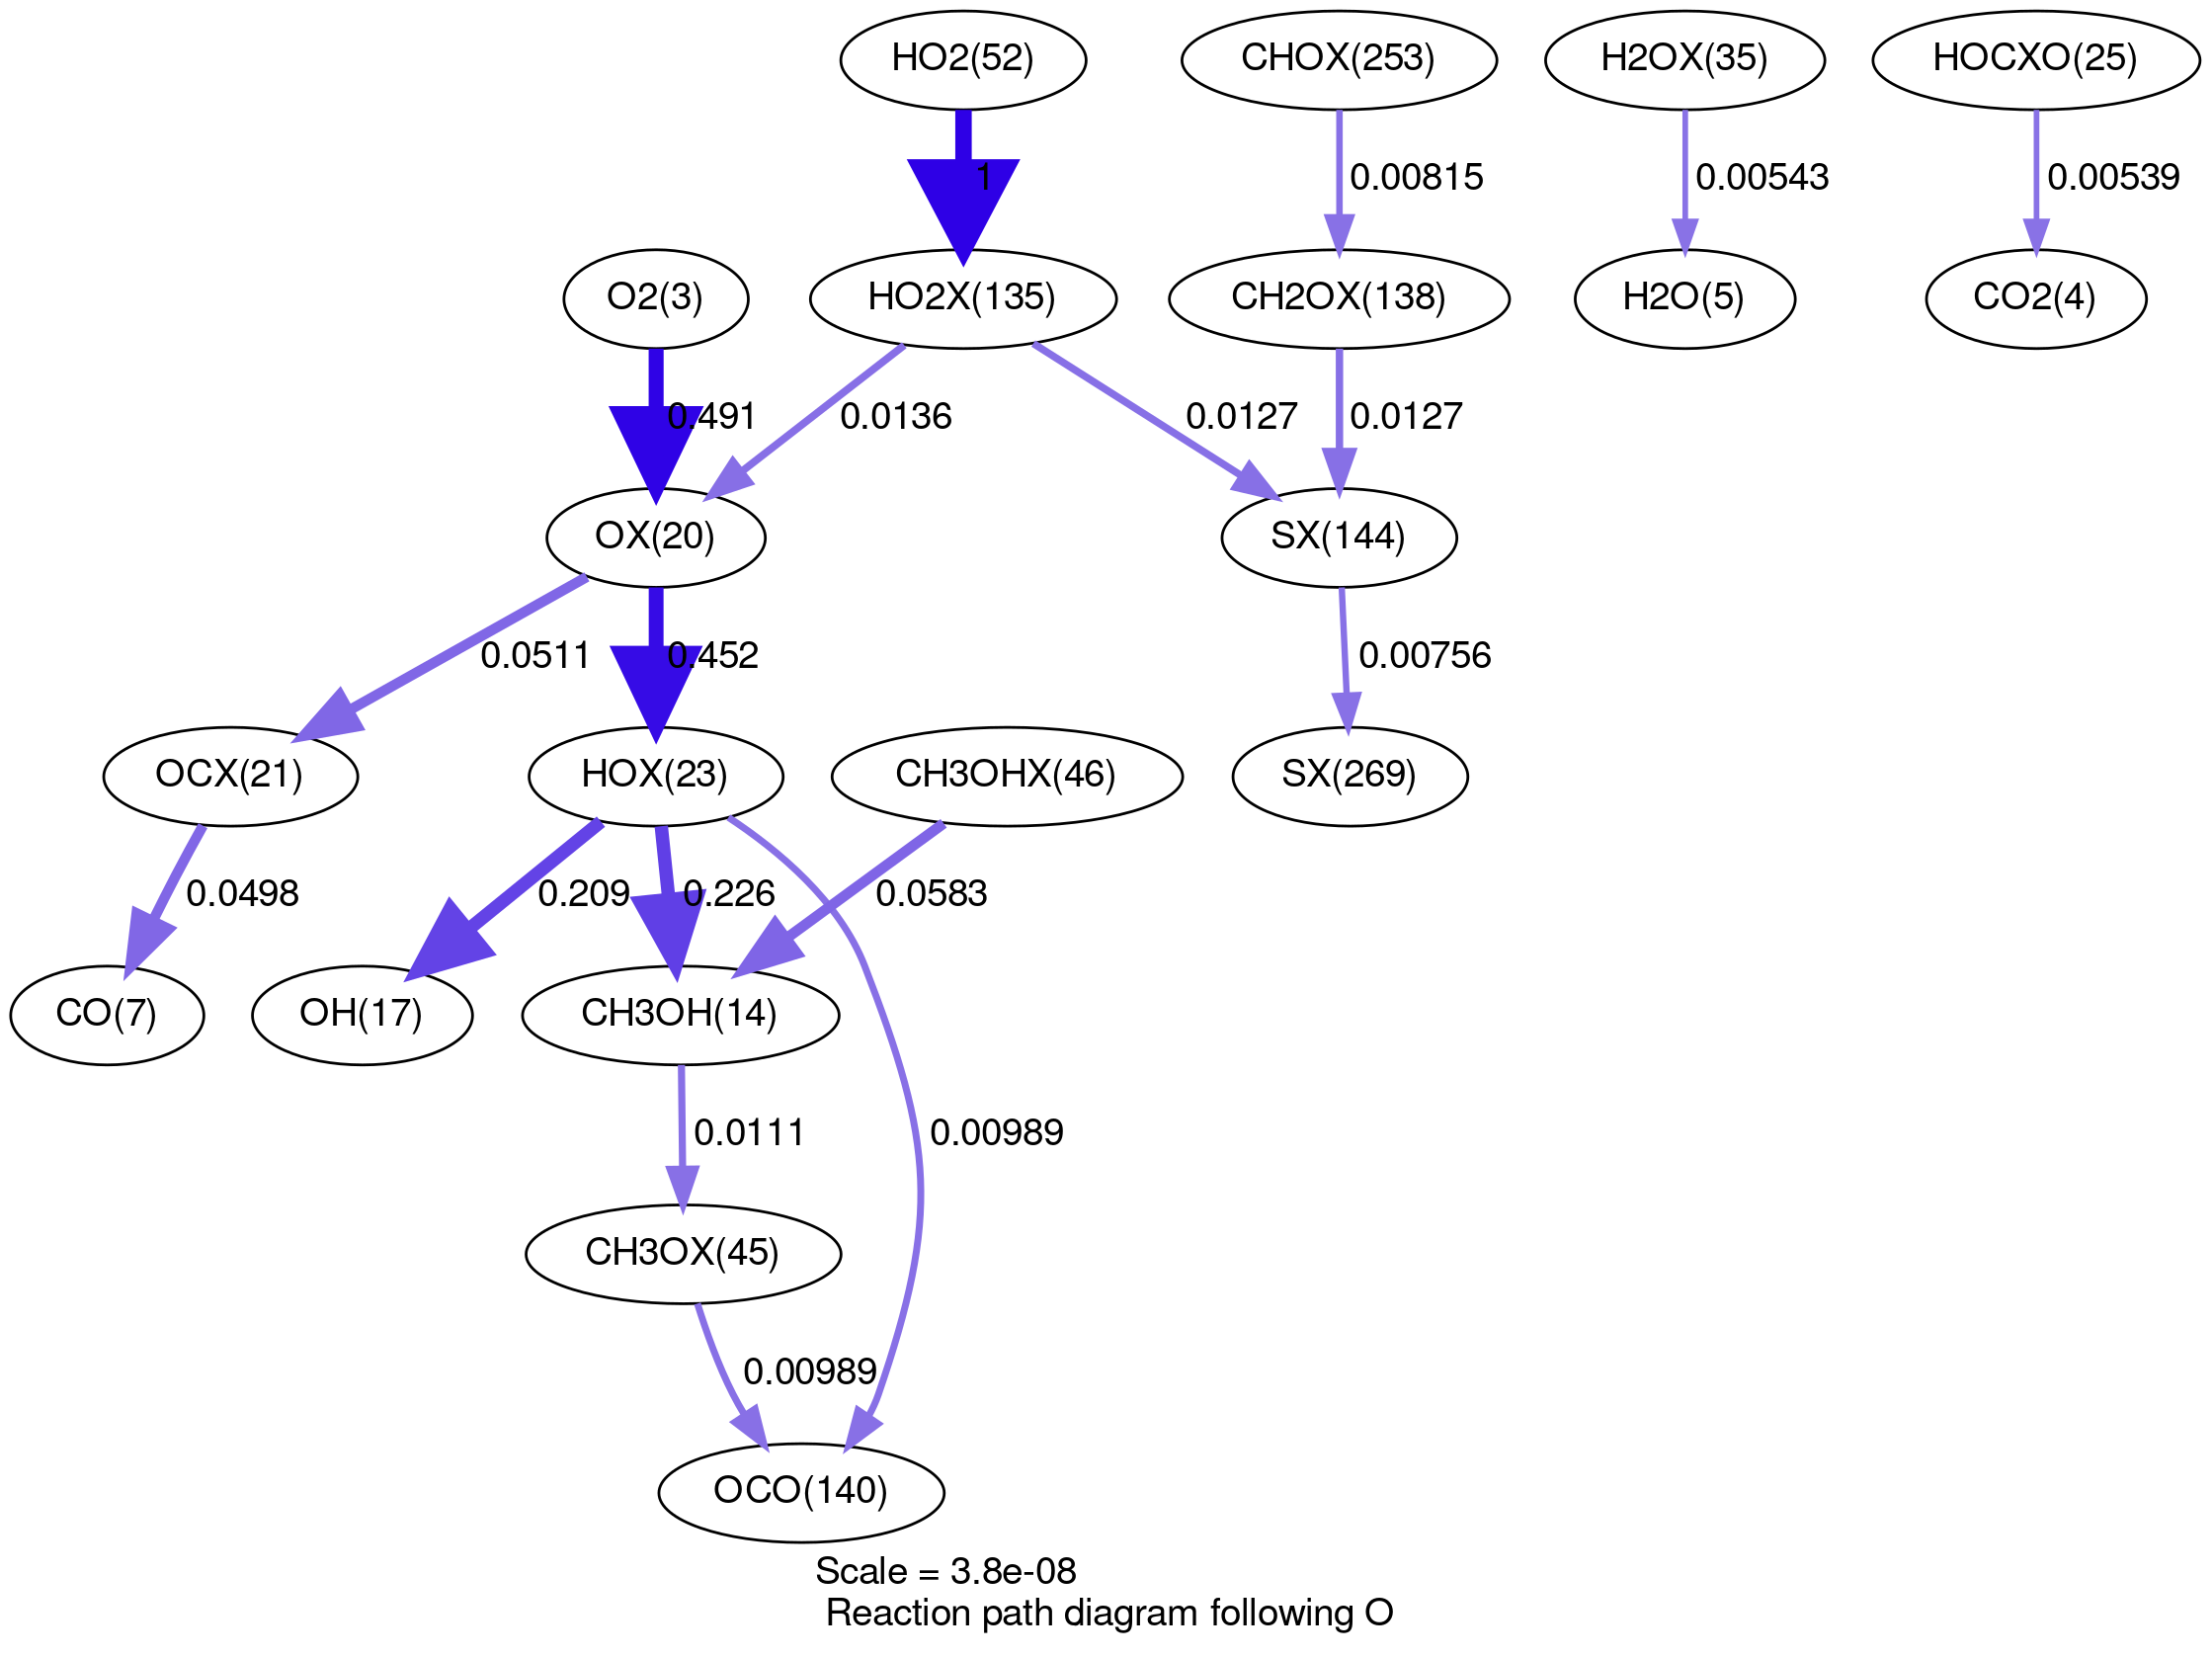 HO2(52)
CHOX(253)
H2OX(35)
HOCXO(25)
1
0.00815
0.00543
0.00539
O2(3)
HO2X(135)
CH2OX(138)
H2O(5)
CO2(4)
0.491
0.0136
0.0127
0.0127
OX(20)
SX(144)
0.0511
0.452
0.00756
OCX(21)
HOX(23)
CH3OHX(46)
SX(269)
0.0498
0.209
0.226
0.0583
CO(7)
OH(17)
CH3OH(14)
0.0111
0.00989
CH3OX(45)
0.00989
OCO(140)
Scale = 3.8e-08
Reaction path diagram following O